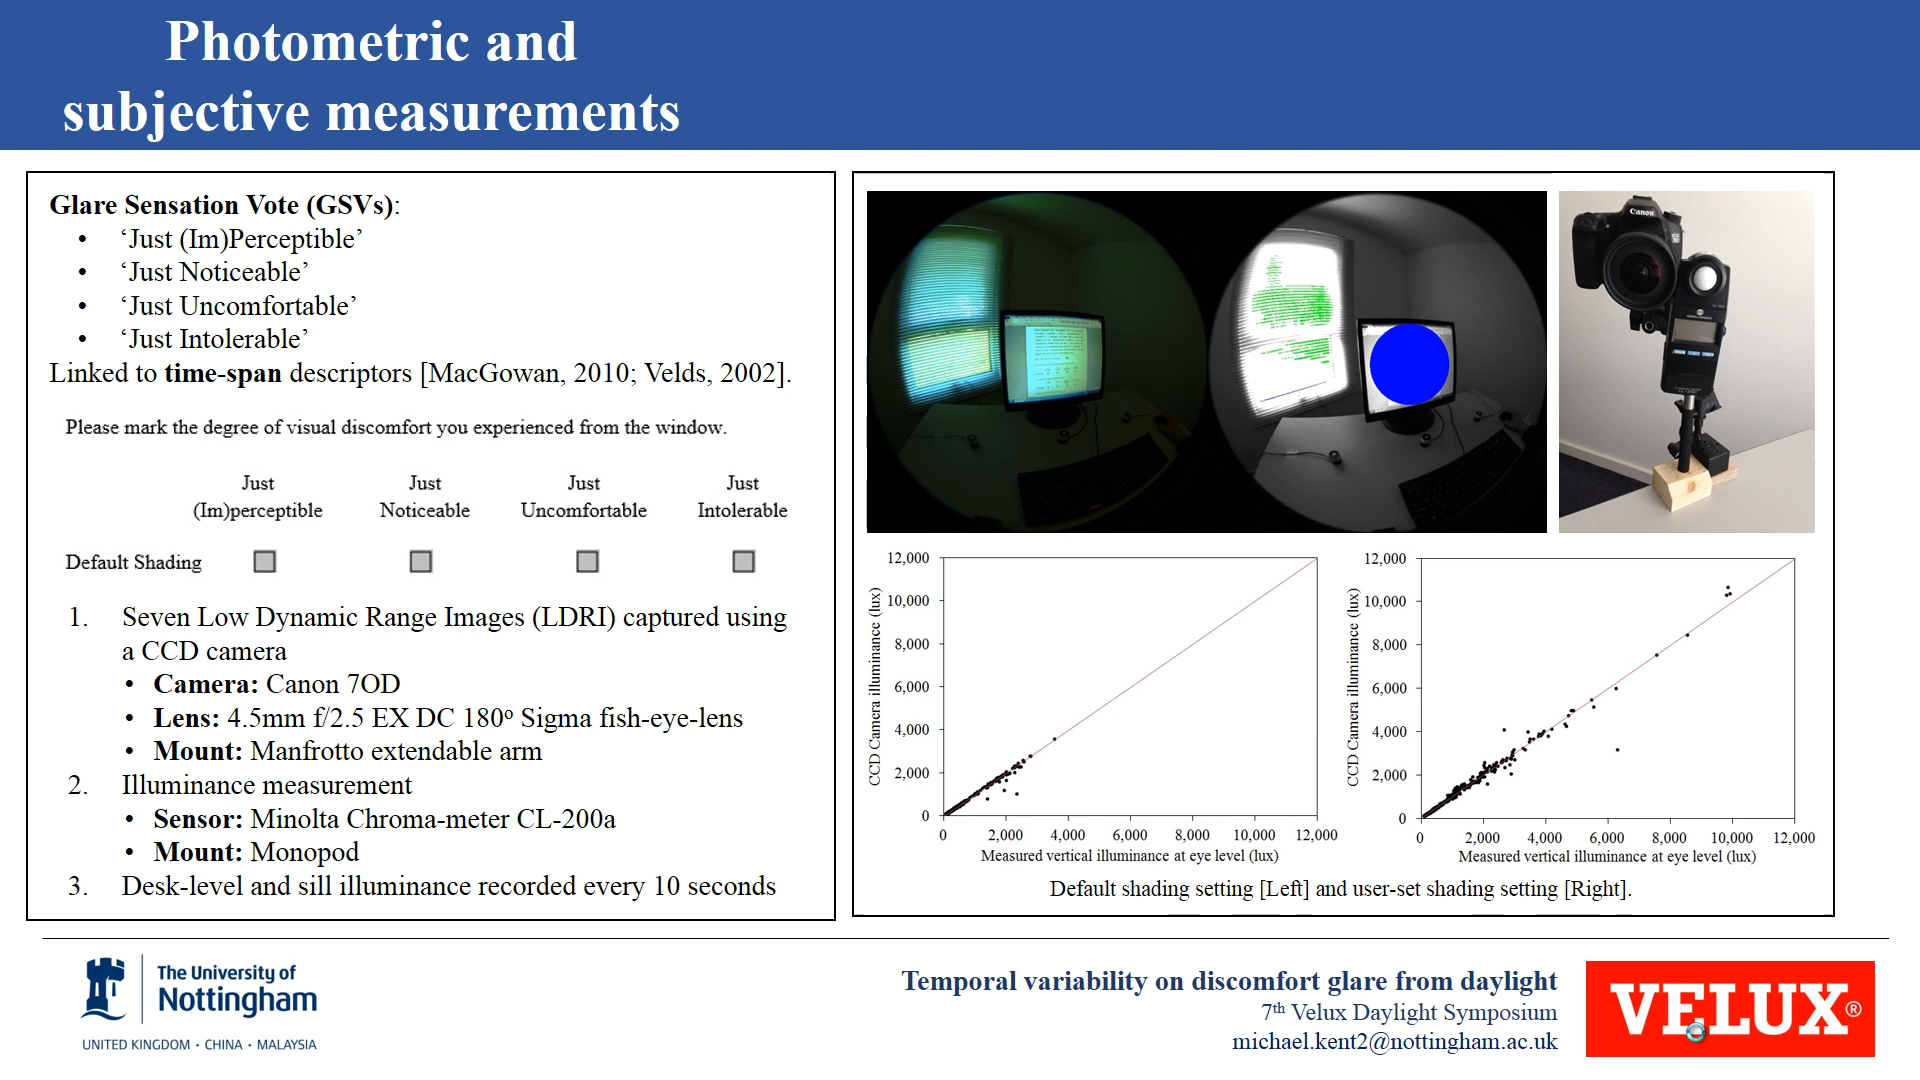 Photometric and
subjective measurements
Glare Sensation Vote (GSVs):
• ‘Just (Im)Perceptible’
• ‘Just Noticeable’
• ‘Just Uncomfortable’
• ‘Just Intolerable’
Linked to time-span descriptors [MacGowan, 2010; Velds, 2002].
Please mark the degree of visual discomfort you experienced from the window.
Just Just Just Just
(Im)perceptible Noticeable Uncomfortable Intolerable
Default Shading
1. Seven Low Dynamic Range Images (LDRI) captured using
a CCD camera
• Camera: Canon 7OD
• Lens: 4.5mm f/2.5 EX DC 180º Sigma fish-eye-lens
• Mount: Manfrotto extendable arm
2. Illuminance measurement
• Sensor: Minolta Chroma-meter CL-200a
• Mount: Monopod
3. Desk-level and sill illuminance recorded every 10 seconds
Canon
CCD Camera illuminance (lux)
12,000
10,000
8,000
6,000
4,000
2,000
0
0 2,000 4,000 6,000 8,000 10,000 12,000
Measured vertical illuminance at eye level (lux)
CCD Camera illuminance (lux)
12,000
10,000
8,000
6,000
4,000
2,000
0
0 2,000 4,000 6,000 8,000 10,000 12,000
Measured vertical illuminance at eye level (lux)
Default shading setting [Left] and user-set shading setting [Right].
The University of
Nottingham
UNITED KINGDOM · CHINA · MALAYSIA
Temporal variability on discomfort glare from daylight
7th Velux Daylight Symposium
michael.kent2@nottingham.ac.uk
VELUX®